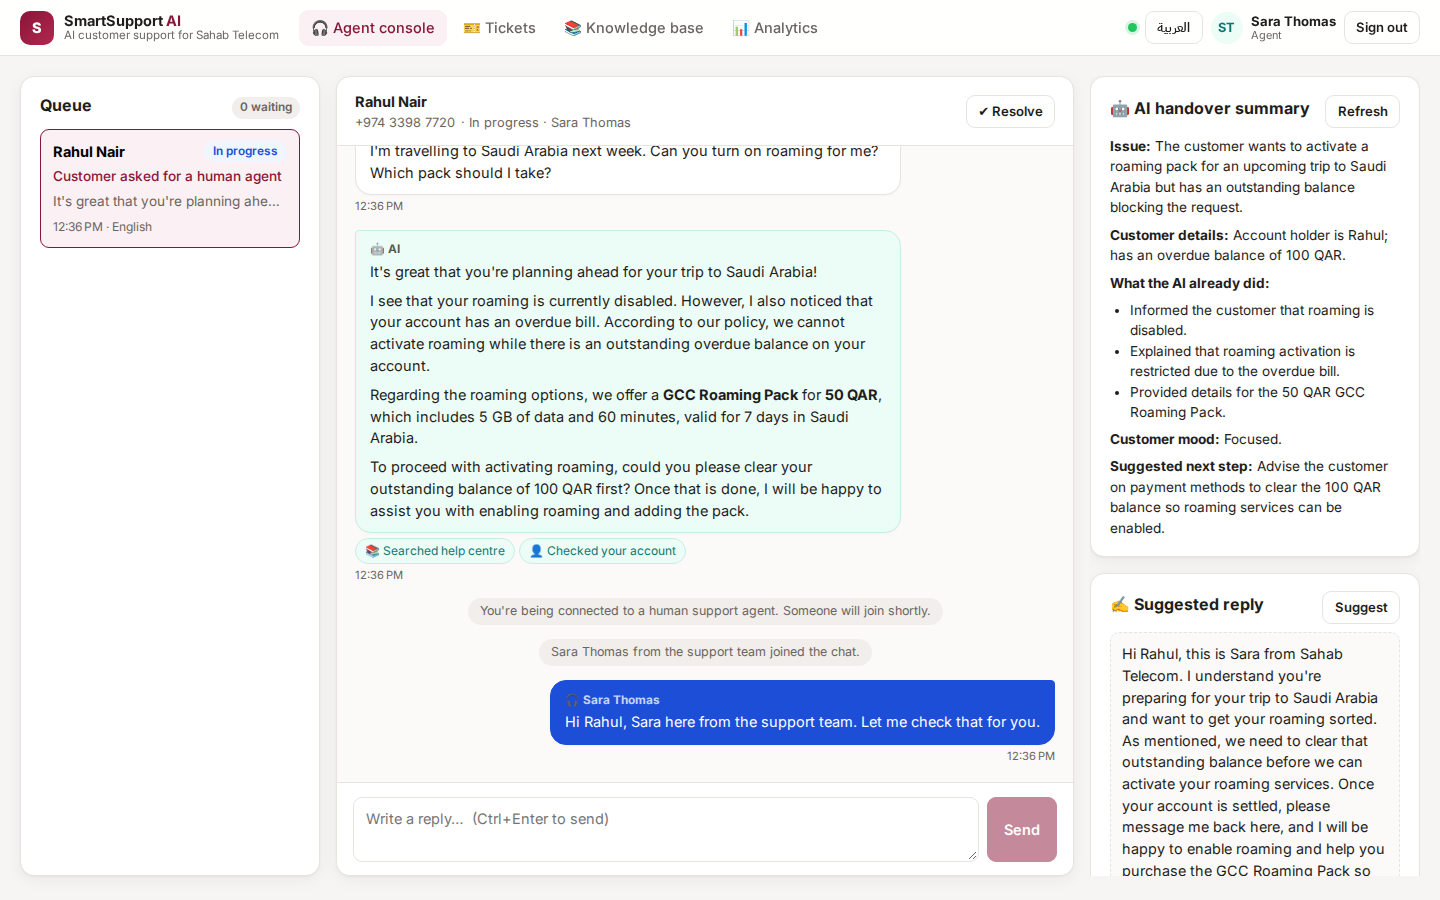 S
SmartSupport AI
AI customer support for Sahab Telecom
🎧 Agent console
🎫 Tickets
📚 Knowledge base
📊 Analytics
العربية
ST
Sara Thomas
Agent
Sign out
Queue
0 waiting
Rahul Nair
In progress
Customer asked for a human agent
It's great that you're planning ahe...
12:36 PM · English
Rahul Nair
+974 3398 7720 · In progress · Sara Thomas
✔ Resolve
I'm travelling to Saudi Arabia next week. Can you turn on roaming for me?
Which pack should I take?
12:36 PM
🤖 AI
It's great that you're planning ahead for your trip to Saudi Arabia!
I see that your roaming is currently disabled. However, I also noticed that
your account has an overdue bill. According to our policy, we cannot
activate roaming while there is an outstanding overdue balance on your
account.
Regarding the roaming options, we offer a GCC Roaming Pack for 50 QAR,
which includes 5 GB of data and 60 minutes, valid for 7 days in Saudi
Arabia.
To proceed with activating roaming, could you please clear your
outstanding balance of 100 QAR first? Once that is done, I will be happy to
assist you with enabling roaming and adding the pack.
📚 Searched help centre
👤 Checked your account
12:36 PM
You're being connected to a human support agent. Someone will join shortly.
Sara Thomas from the support team joined the chat.
🎧 Sara Thomas
Hi Rahul, Sara here from the support team. Let me check that for you.
12:36 PM
Write a reply... (Ctrl+Enter to send)
Send
🤖 AI handover summary
Refresh
Issue: The customer wants to activate a
roaming pack for an upcoming trip to Saudi
Arabia but has an outstanding balance
blocking the request.
Customer details: Account holder is Rahul;
has an overdue balance of 100 QAR.
What the AI already did:
• Informed the customer that roaming is
disabled.
• Explained that roaming activation is
restricted due to the overdue bill.
• Provided details for the 50 QAR GCC
Roaming Pack.
Customer mood: Focused.
Suggested next step: Advise the customer
on payment methods to clear the 100 QAR
balance so roaming services can be
enabled.
✍️ Suggested reply
Suggest
Hi Rahul, this is Sara from Sahab
Telecom. I understand you're
preparing for your trip to Saudi Arabia
and want to get your roaming sorted.
As mentioned, we need to clear that
outstanding balance before we can
activate your roaming services. Once
your account is settled, please
message me back here, and I will be
happy to enable roaming and help you
purchase the GCC Roaming Pack so